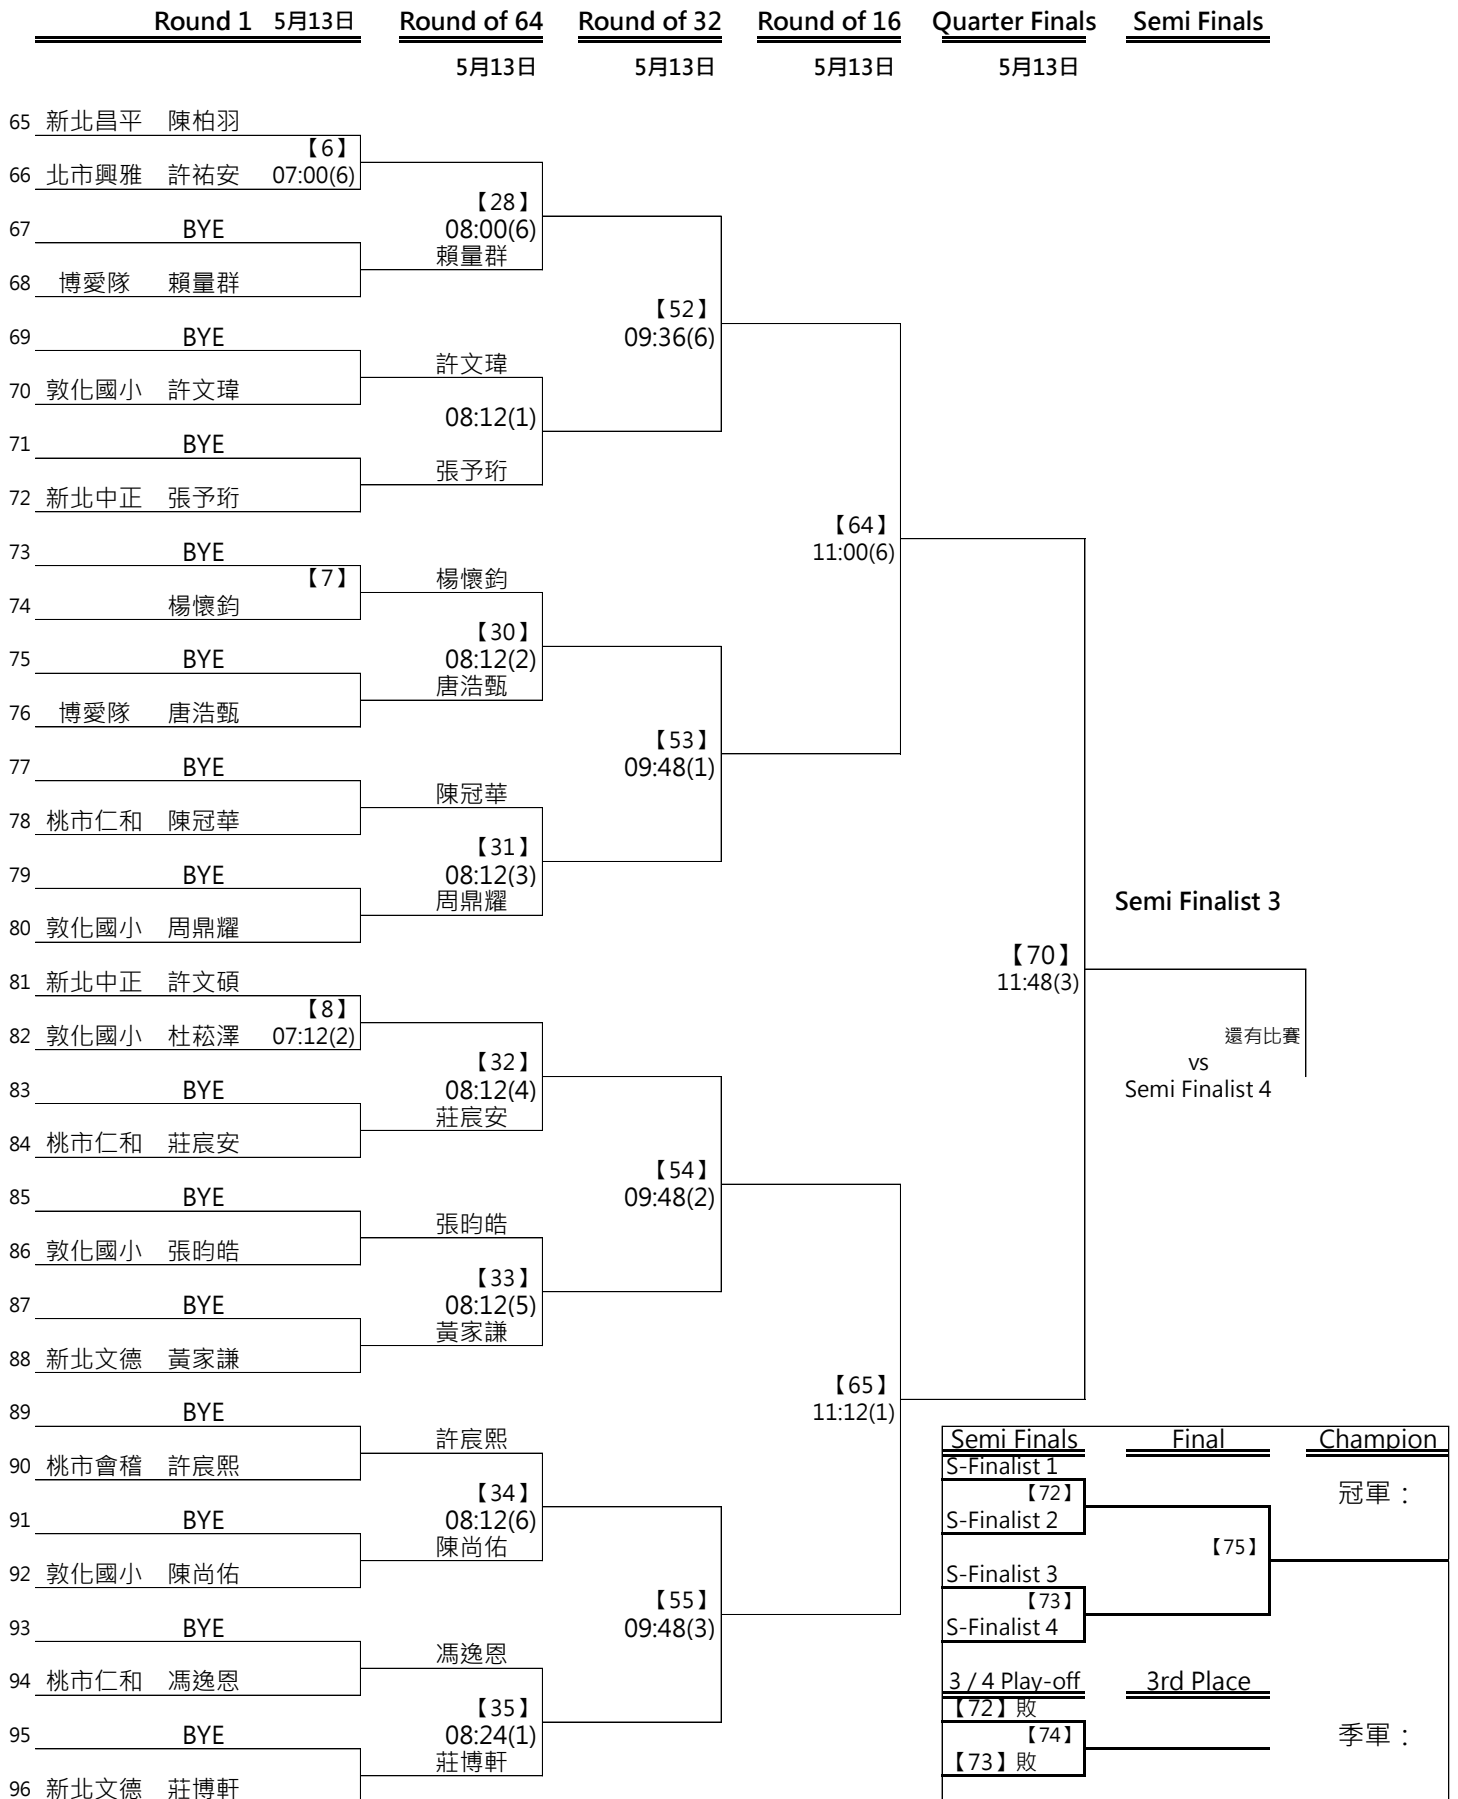 Round 1 5月13日 Round of 64 Round of 32 Round of 16 Quarter Finals Semi Finals
5月13日 5月13日 5月13日 5月13日
65 新北昌平 陳柏羽
【6】
66 北市興雅 許祐安 07:00(6)
【28】
67 BYE 08:00(6)
賴量群
68 博愛隊 賴量群
【52】
69 BYE 09:36(6)
許文瑋
70 敦化國小 許文瑋
08:12(1)
71 BYE
張予珩
72 新北中正 張予珩
【64】
73 BYE 11:00(6)
【7】 楊懷鈞
74 楊懷鈞
【30】
75 BYE 08:12(2)
唐浩甄
76 博愛隊 唐浩甄
【53】
77 BYE 09:48(1)
陳冠華
78 桃市仁和 陳冠華
【31】
79 BYE 08:12(3)
周鼎耀 Semi Finalist 3
80 敦化國小 周鼎耀
【70】
81 新北中正 許文碩 11:48(3)
【8】
82 敦化國小 杜菘澤 07:12(2) 還有比賽
【32】 vs
83 BYE 08:12(4) Semi Finalist 4
莊宸安
84 桃市仁和 莊宸安
【54】
85 BYE 09:48(2)
張昀皓
86 敦化國小 張昀皓
【33】
87 BYE 08:12(5)
黃家謙
88 新北文德 黃家謙
【65】
89 BYE 11:12(1)
許宸熙 Semi Finals Final Champion
90 桃市會稽 許宸熙 S-Finalist 1
【34】 【72】 冠軍：
91 BYE 08:12(6) S-Finalist 2
陳尚佑 【75】
92 敦化國小 陳尚佑 S-Finalist 3
【55】 【73】
93 BYE 09:48(3) S-Finalist 4
馮逸恩
94 桃市仁和 馮逸恩 3 / 4 Play-off 3rd Place
【35】 【72】敗
95 BYE 08:24(1) 【74】 季軍：
莊博軒 【73】敗
96 新北文德 莊博軒